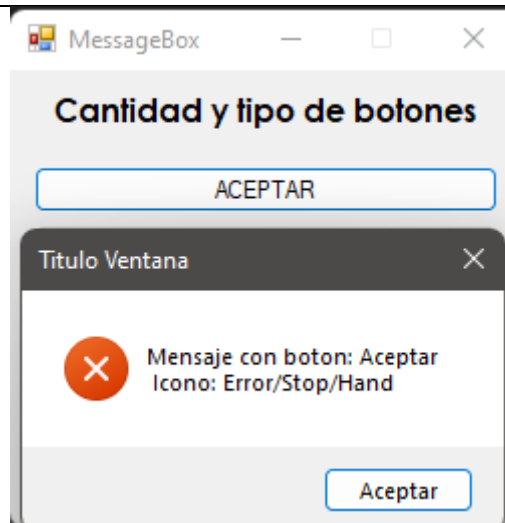 MessageBox
Cantidad y tipo de botones
ACEPTAR
Titulo Ventana
Mensaje con boton: Aceptar
Icono: Error/Stop/Hand
Aceptar